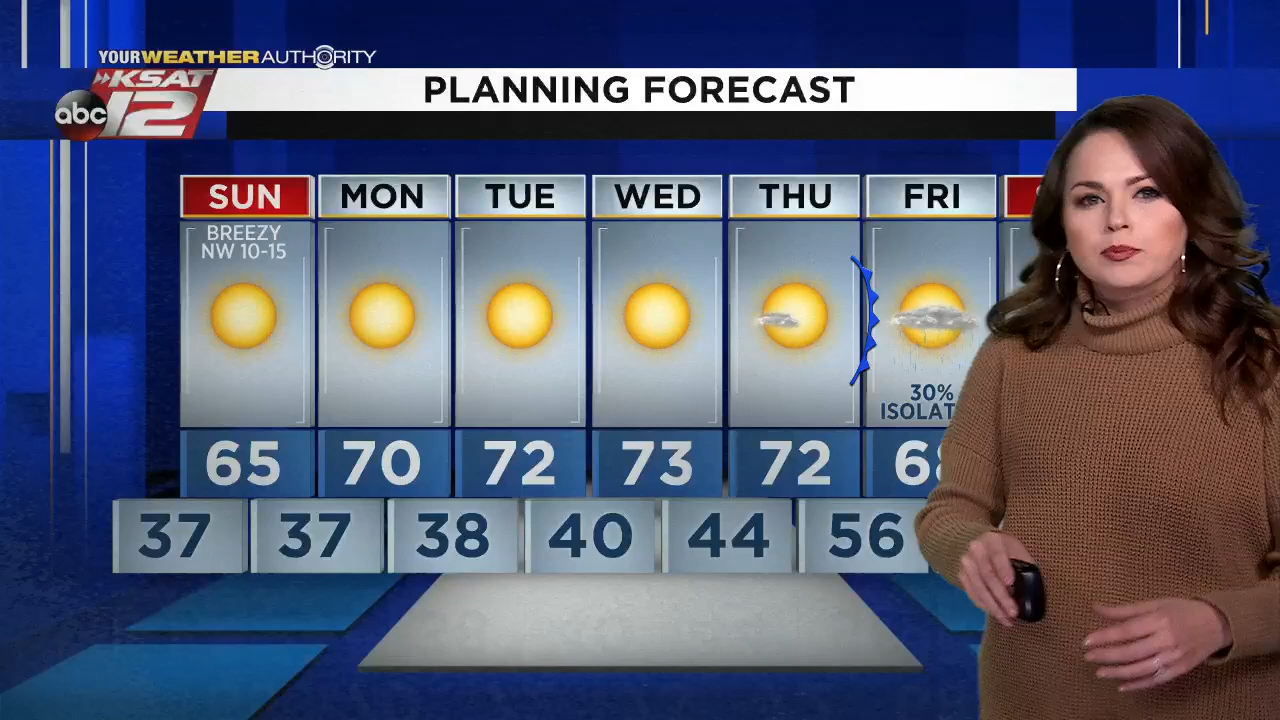 YOURWEATHERAUTHORITY
KSAT
abc 12
PLANNING FORECAST
SUN MON TUE WED THU FRI
BREEZY
NW 10-15
30%
65 70 72 73 72
37 37 38 40 44 56